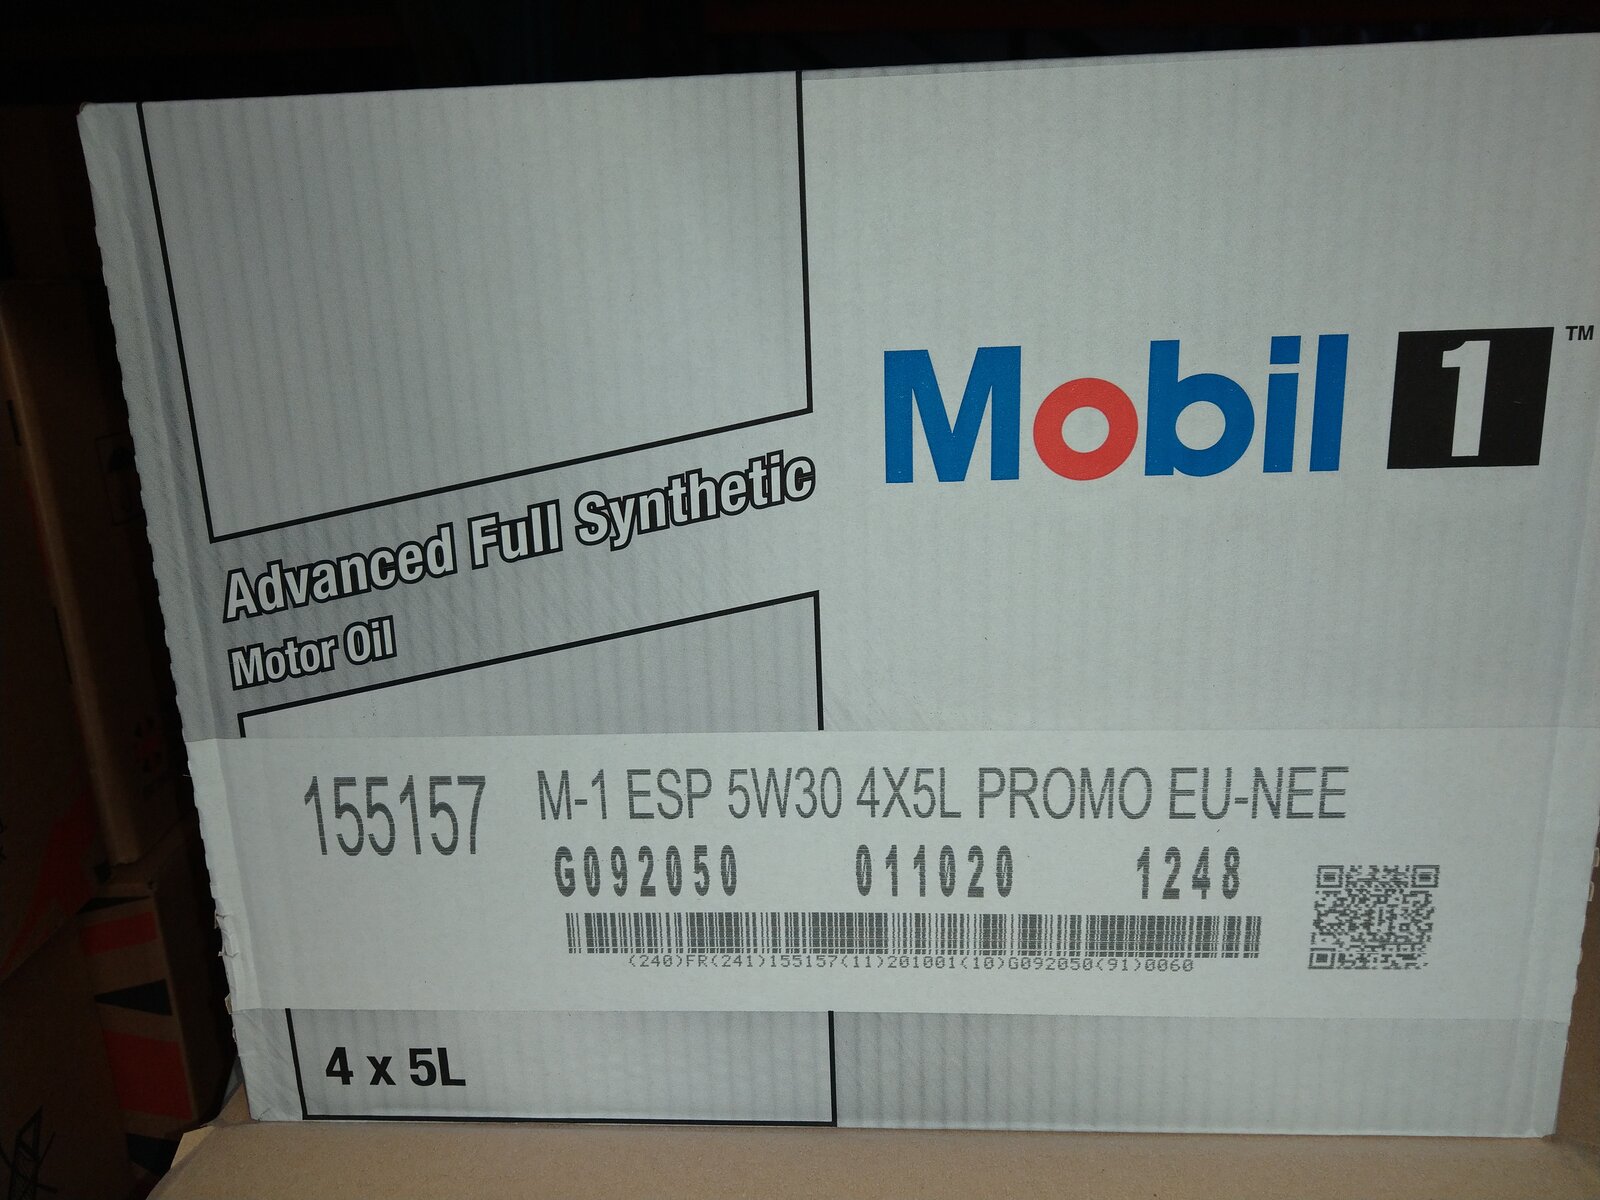 Mobil 1™
Advanced Full Synthetic
Motor Oil
155157 M-1 ESP 5W30 4X5L PROMO EU-NEE
G092050 011020 1248
(240)FR(241)155157(11)201001(10)G092050(91)0060
4 x 5L